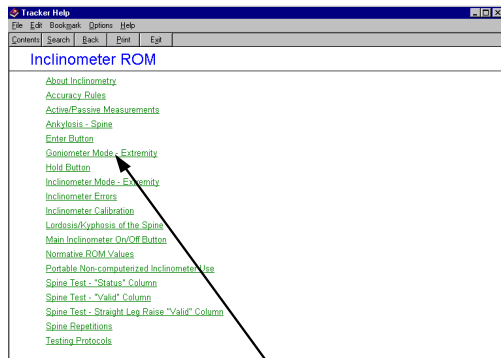 Tracker Help
File Edit Bookmark Options Help
Contents Search Back Print Exit
Inclinometer ROM
About Inclinometry
Accuracy Rules
Active/Passive Measurements
Ankylosis - Spine
Enter Button
Goniometer Mode - Extremity
Hold Button
Inclinometer Mode - Extremity
Inclinometer Errors
Inclinometer Calibration
Lordosis/Kyphosis of the Spine
Main Inclinometer On/Off Button
Normative ROM Values
Portable Non-computerized Inclinometer Use
Spine Test - "Status" Column
Spine Test - "Valid" Column
Spine Test - Straight Leg Raise "Valid" Column
Spine Repetitions
Testing Protocols